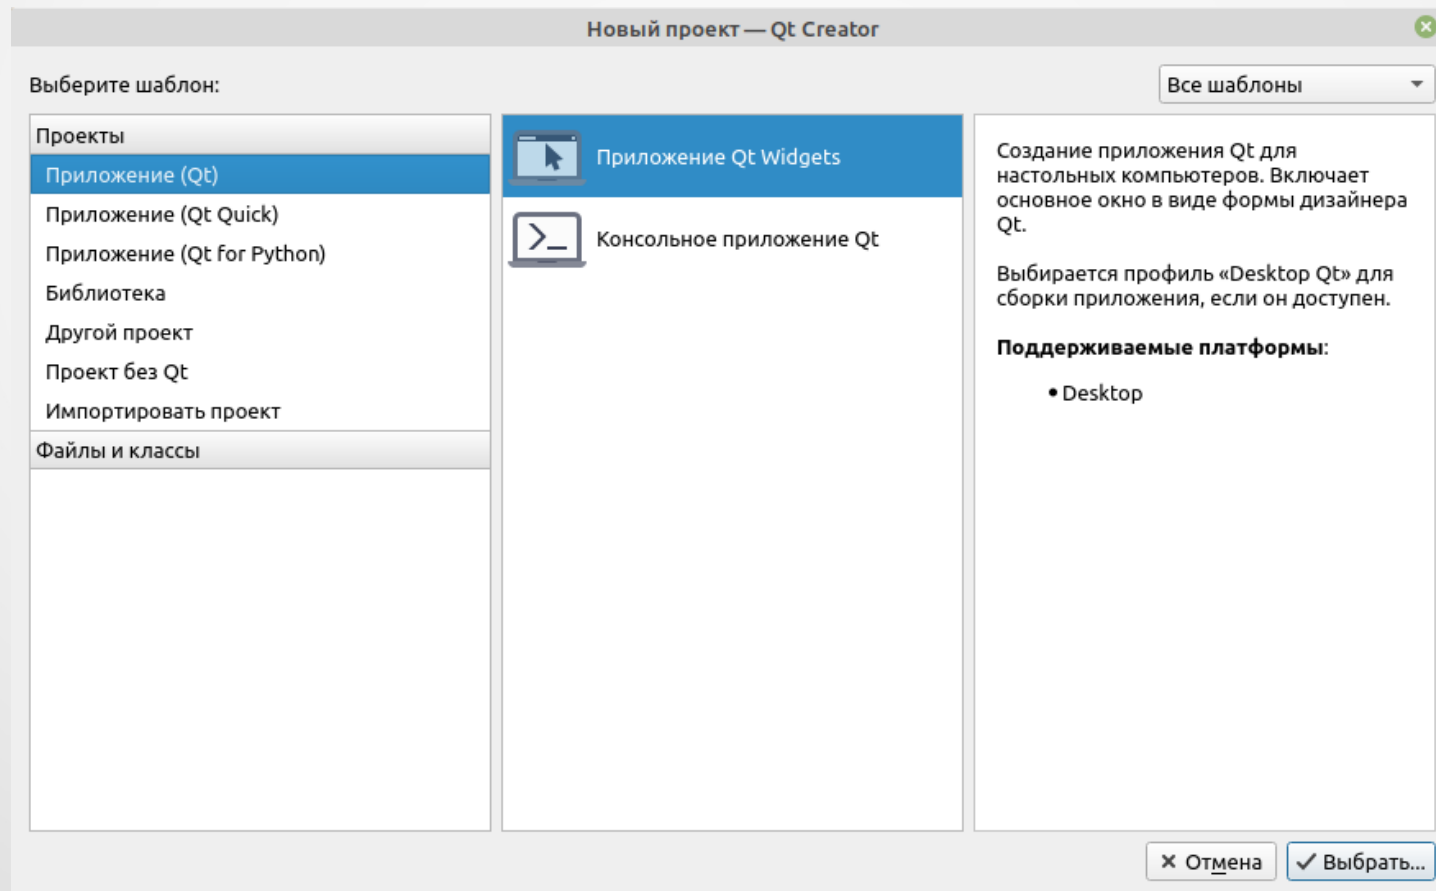 Новый проект — Qt Creator
Выберите шаблон:
Все шаблоны
Проекты
Приложение (Qt)
Приложение (Qt Quick)
Приложение (Qt for Python)
Библиотека
Другой проект
Проект без Qt
Импортировать проект
Файлы и классы
Приложение Qt Widgets
Консольное приложение Qt
Создание приложения Qt для
настольных компьютеров. Включает
основное окно в виде формы дизайнера
Qt.
Выбирается профиль «Desktop Qt» для
сборки приложения, если он доступен.
Поддерживаемые платформы:
• Desktop
Отмена
Выбрать...